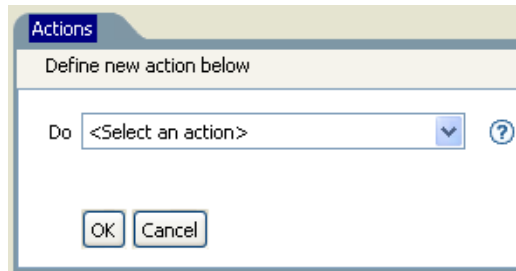 Actions
Define new action below
Do <Select an action> ?
OK Cancel